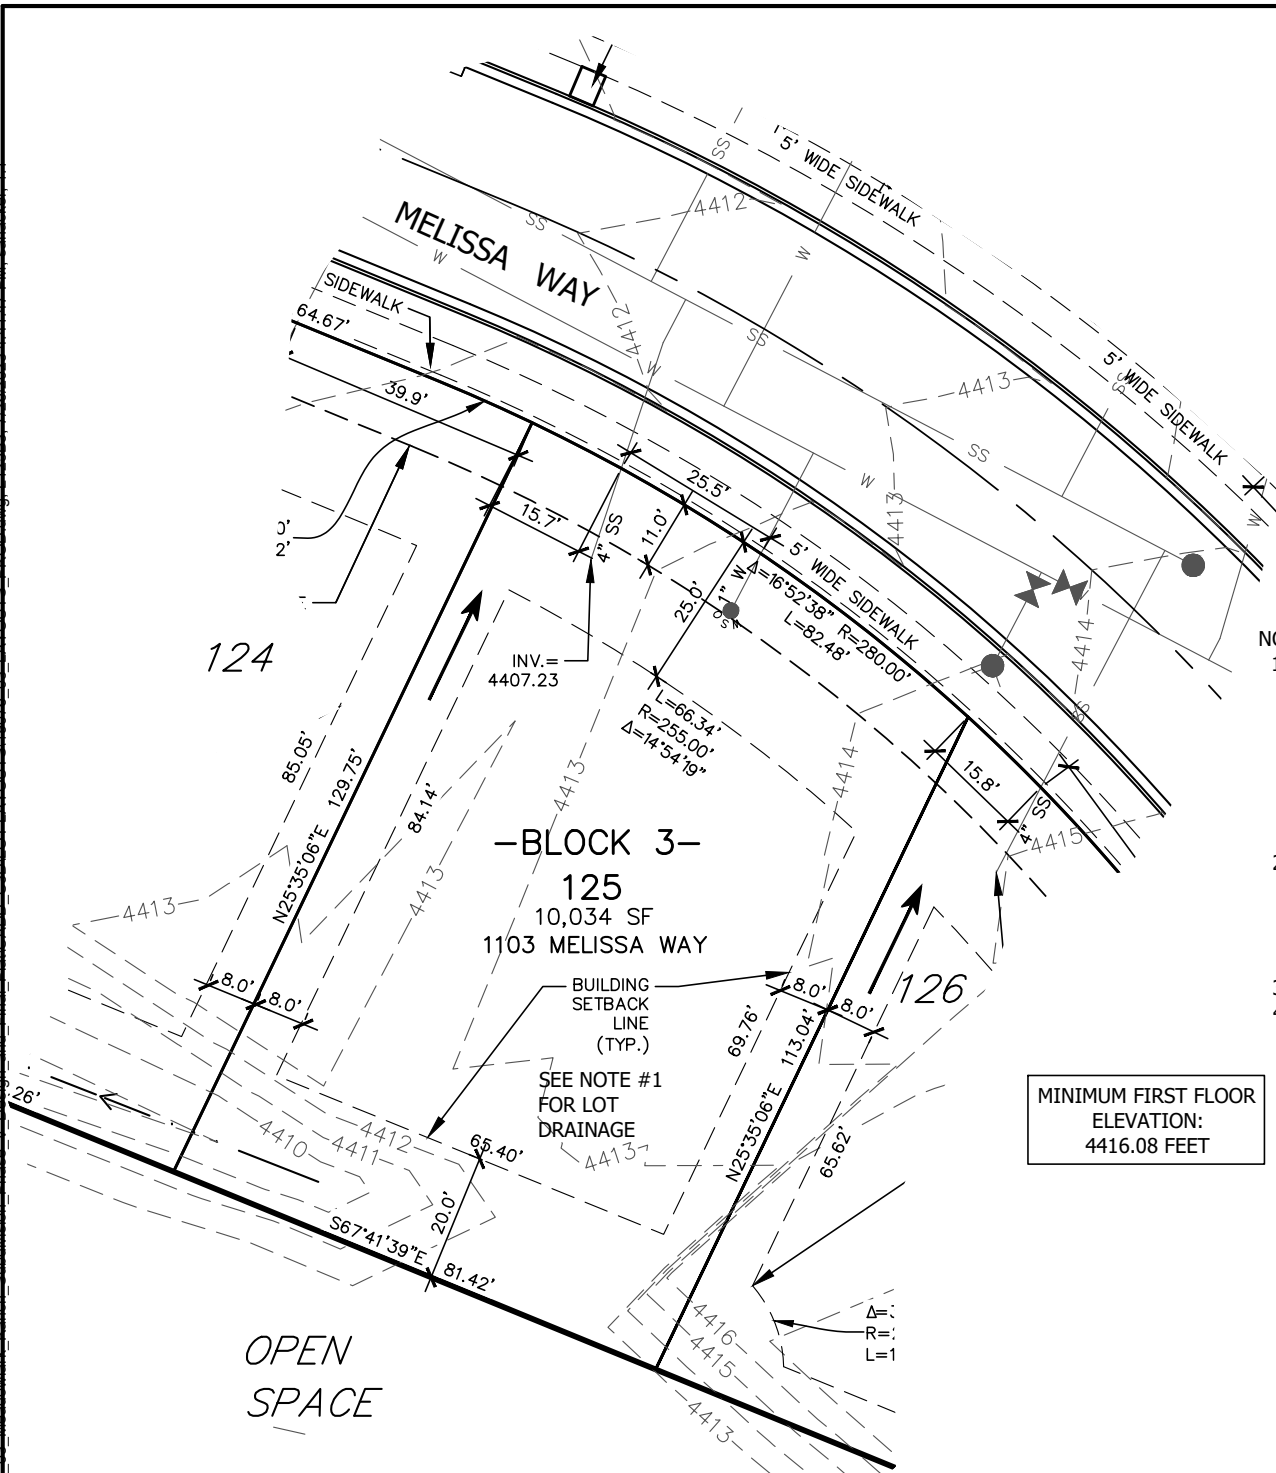 5' WIDE SIDEWALK
SS
4412
MELISSA WAY
SS
W
W
SIDEWALK
64.67'
4412
SS
4413
5' WIDE SIDEWALK
SS
39.9'
W
W
SS
25.5'
15.7'
4" SS
11.0'
4413
W
25.0'
1" W
5' WIDE SIDEWALK
Δ=16°52'38" R=280.00'
L=82.48'
4414
124
INV.=
4407.23
L=66.34'
R=255.00'
Δ=14°54'19"
85.05'
N25°35'06"E 129.75'
84.14'
4413
4414
15.8'
4" SS
4415
-BLOCK 3-
125
10,034 SF
1103 MELISSA WAY
4413
4413
8.0'
8.0'
BUILDING
SETBACK
LINE
(TYP.)
8.0'
8.0'
126
69.76'
N25°35'06"E 113.04'
65.62'
SEE NOTE #1
FOR LOT
DRAINAGE
MINIMUM FIRST FLOOR
ELEVATION:
4416.08 FEET
.26'
4410
4411
4412
65.40'
4413
20.0'
S67°41'39"E
81.42'
4416
4415
4413
Δ=
R=
L=1
OPEN
SPACE